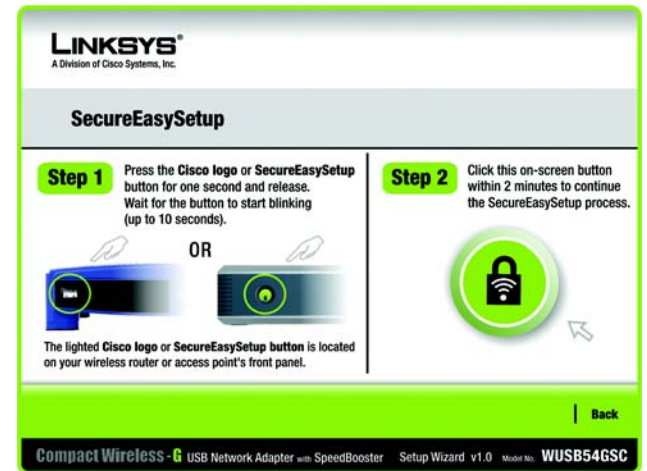 LINKSYS®
A Division of Cisco Systems, Inc.
SecureEasySetup
Step 1
Press the Cisco logo or SecureEasySetup
button for one second and release.
Wait for the button to start blinking
(up to 10 seconds).
OR
The lighted Cisco logo or SecureEasySetup button is located
on your wireless router or access point's front panel.
Step 2
Click this on-screen button
within 2 minutes to continue
the SecureEasySetup process.
Back
Compact Wireless-G USB Network Adapter with SpeedBooster Setup Wizard v1.0 Model No. WUSB54GSC